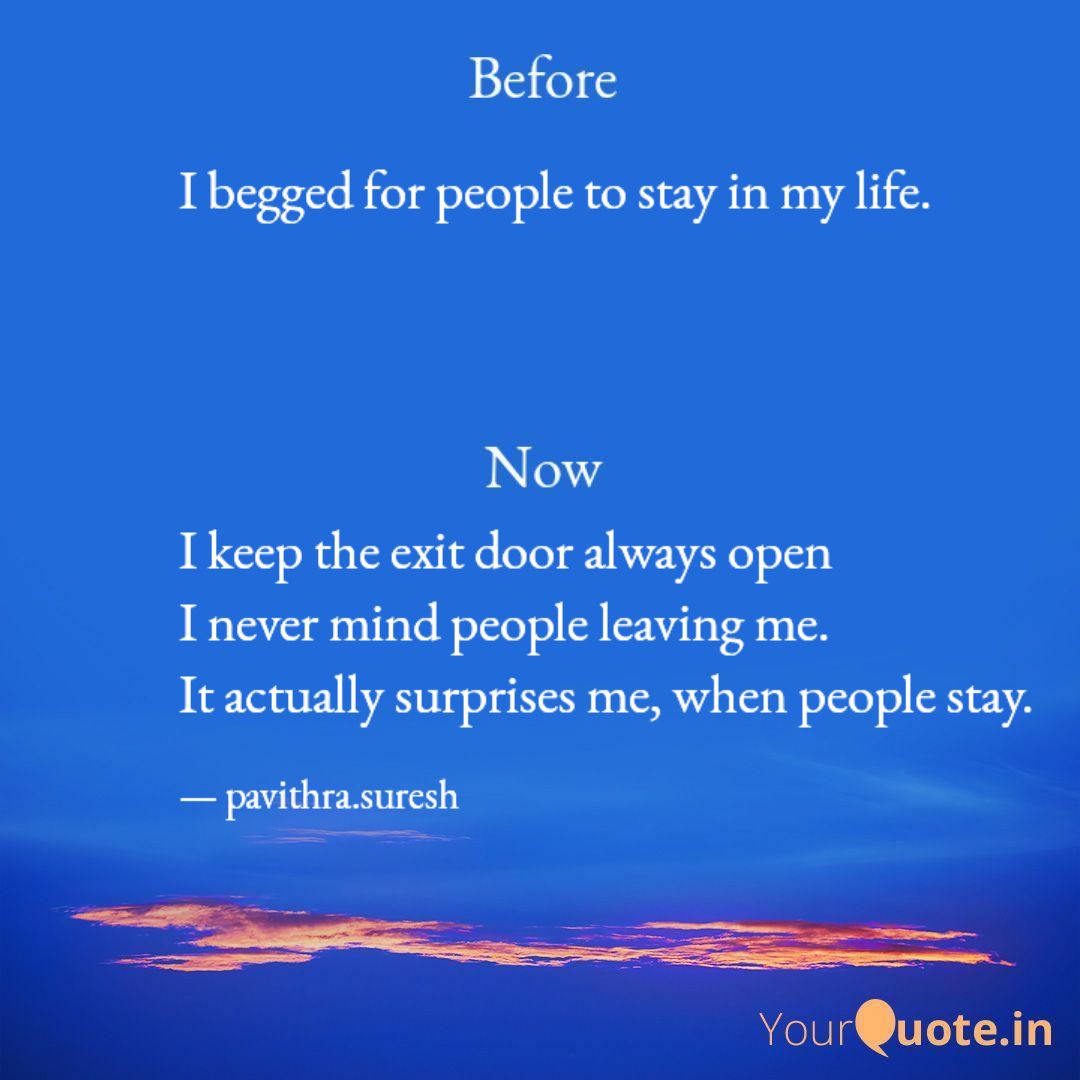 Before
I begged for people to stay in my life.
Now
I keep the exit door always open
I never mind people leaving me.
It actually surprises me, when people stay.
— pavithra.suresh
YourQuote.in